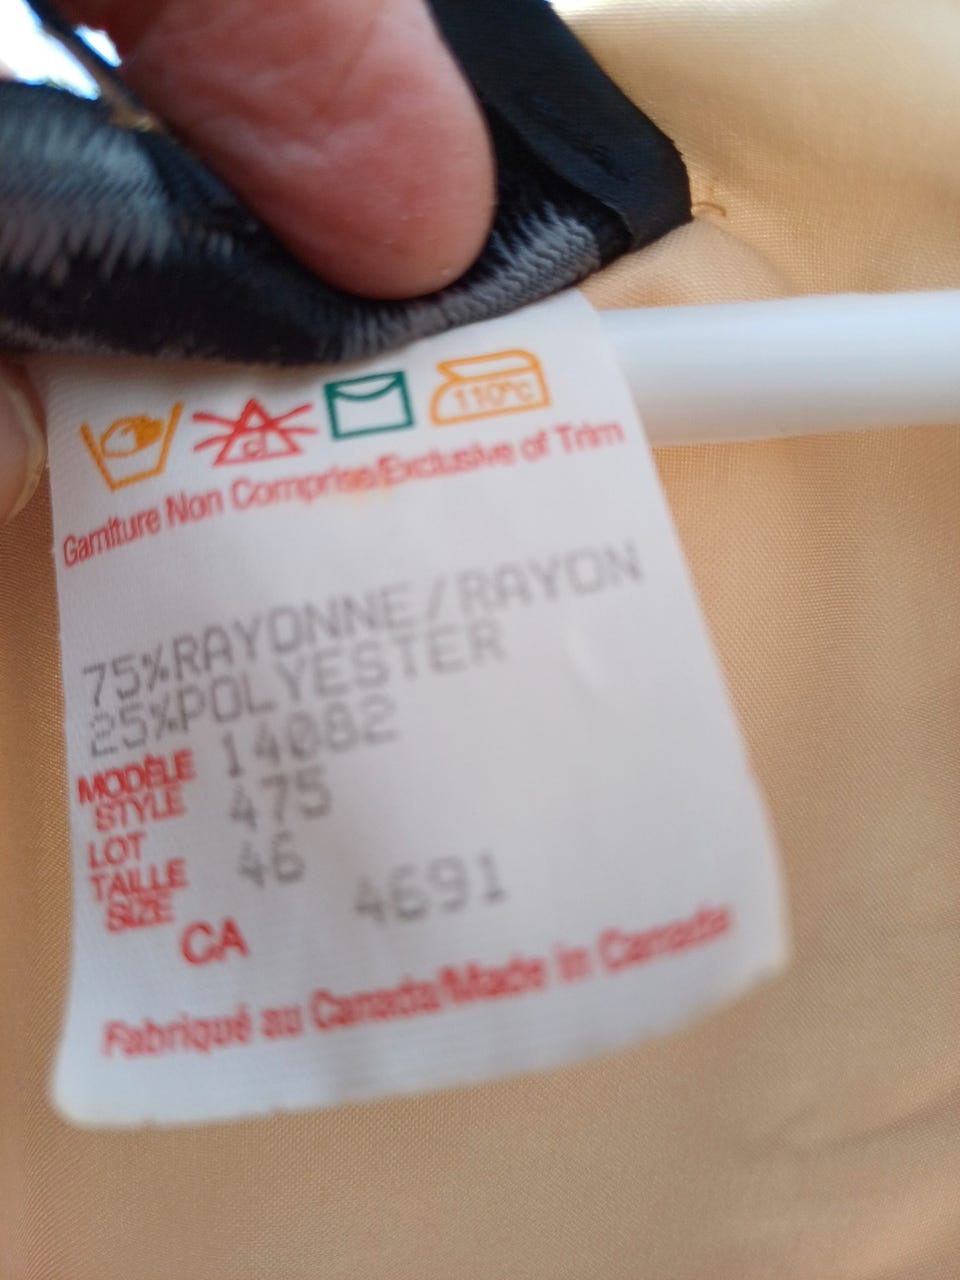 cl
110°c
Garniture Non Comprise/Exclusive of Trim
75%RAYONNE/RAYON
25%POLYESTER
MODÈLE 14082
STYLE
LOT 475
TAILLE 46
SIZE
4691
CA
Fabriqué au Canada/Made in Canada